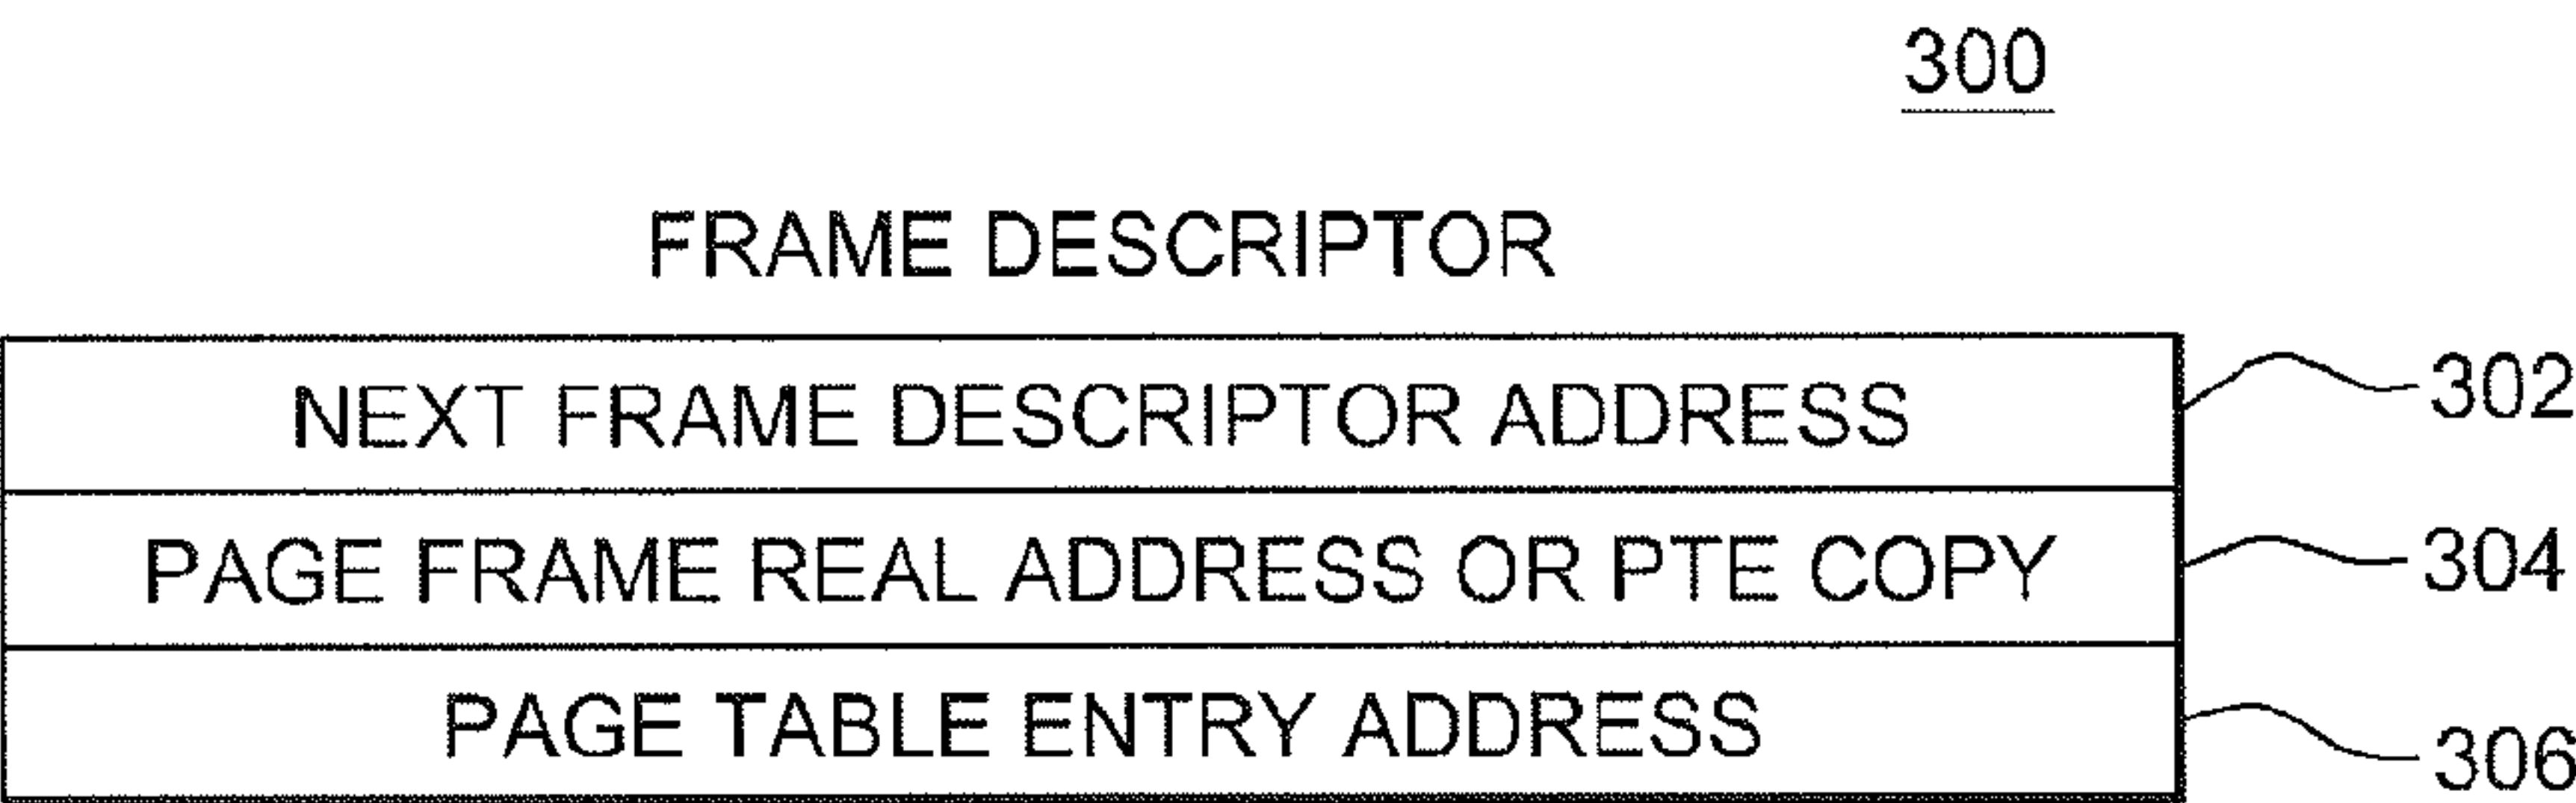 300
FRAME DESCRIPTOR
NEXT FRAME DESCRIPTOR ADDRESS 302
PAGE FRAME REAL ADDRESS OR PTE COPY 304
PAGE TABLE ENTRY ADDRESS 306